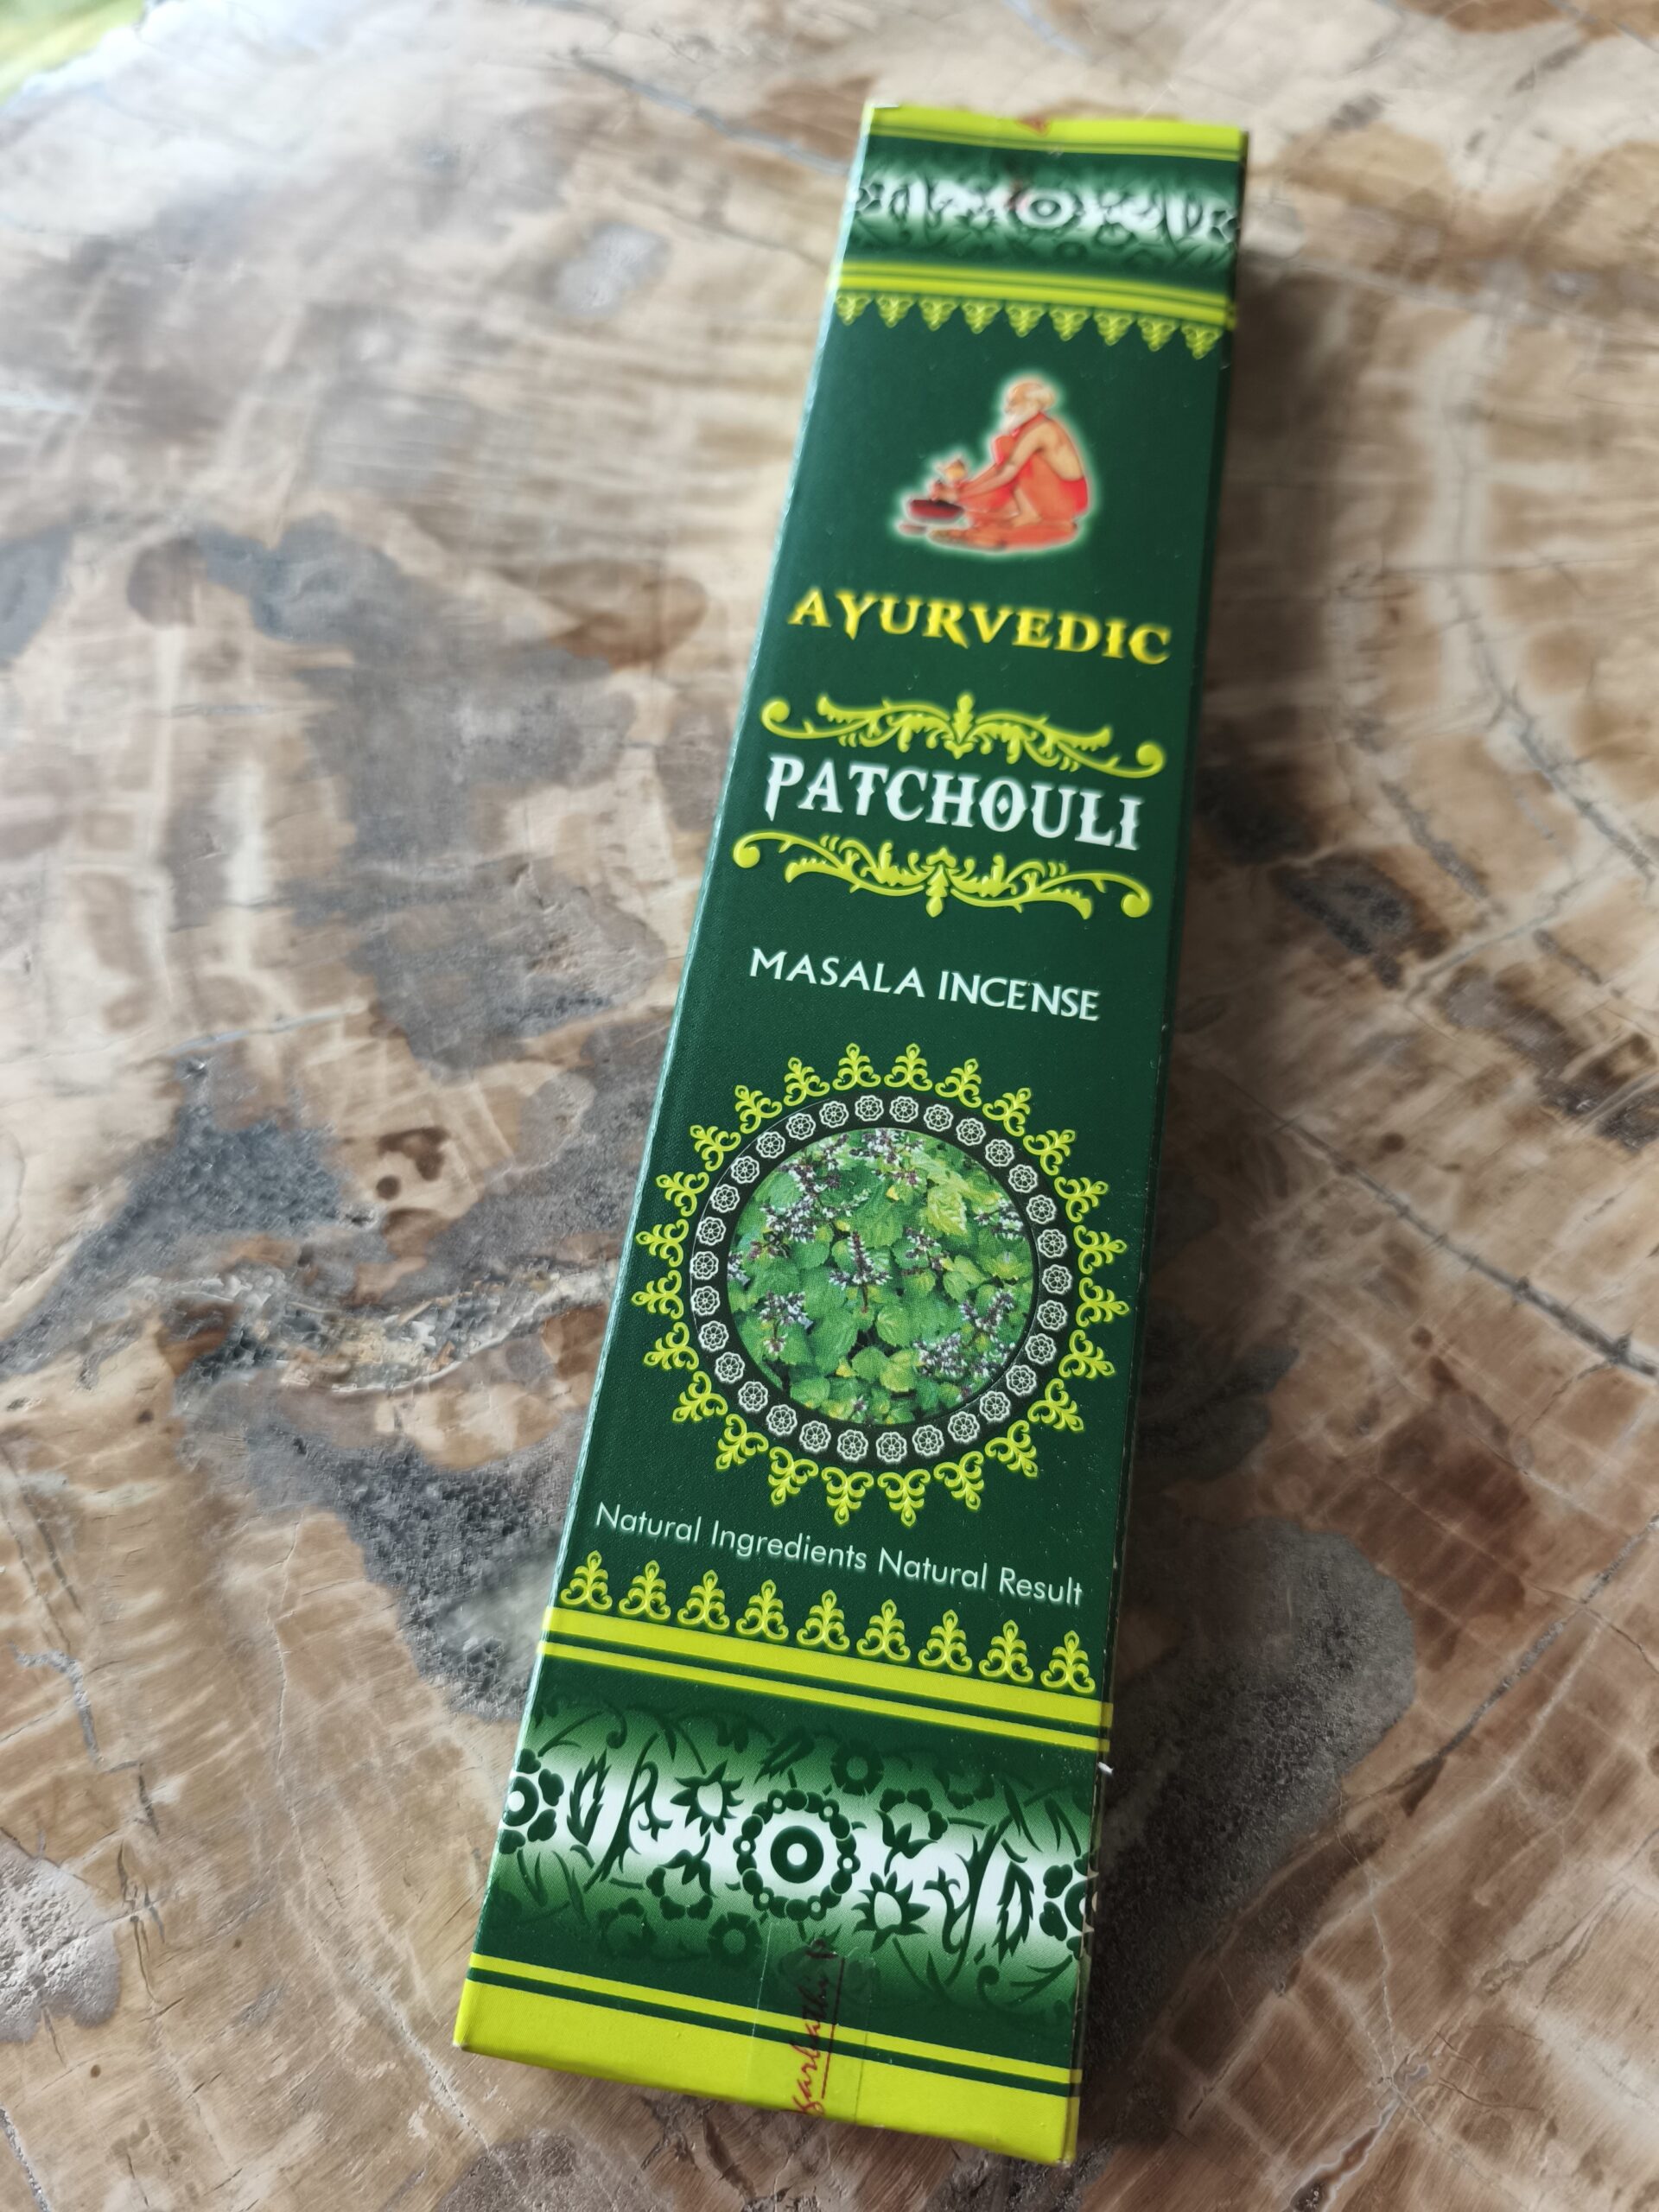 AYURVEDIC
PATCHOULI
MASALA INCENSE
Natural Ingredients Natural Result